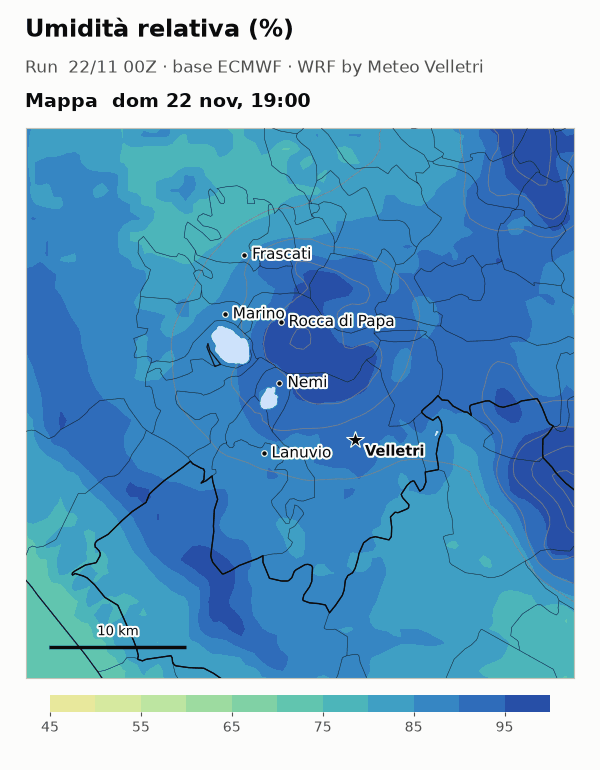 Umidità relativa (%)
Run  22/11 00Z · base ECMWF · WRF by Meteo Velletri
Mappa  dom 22 nov, 19:00
Frascati
Marino
Rocca di Papa
Nemi
Velletri
Lanuvio
10 km
45 55 65 75 85 95